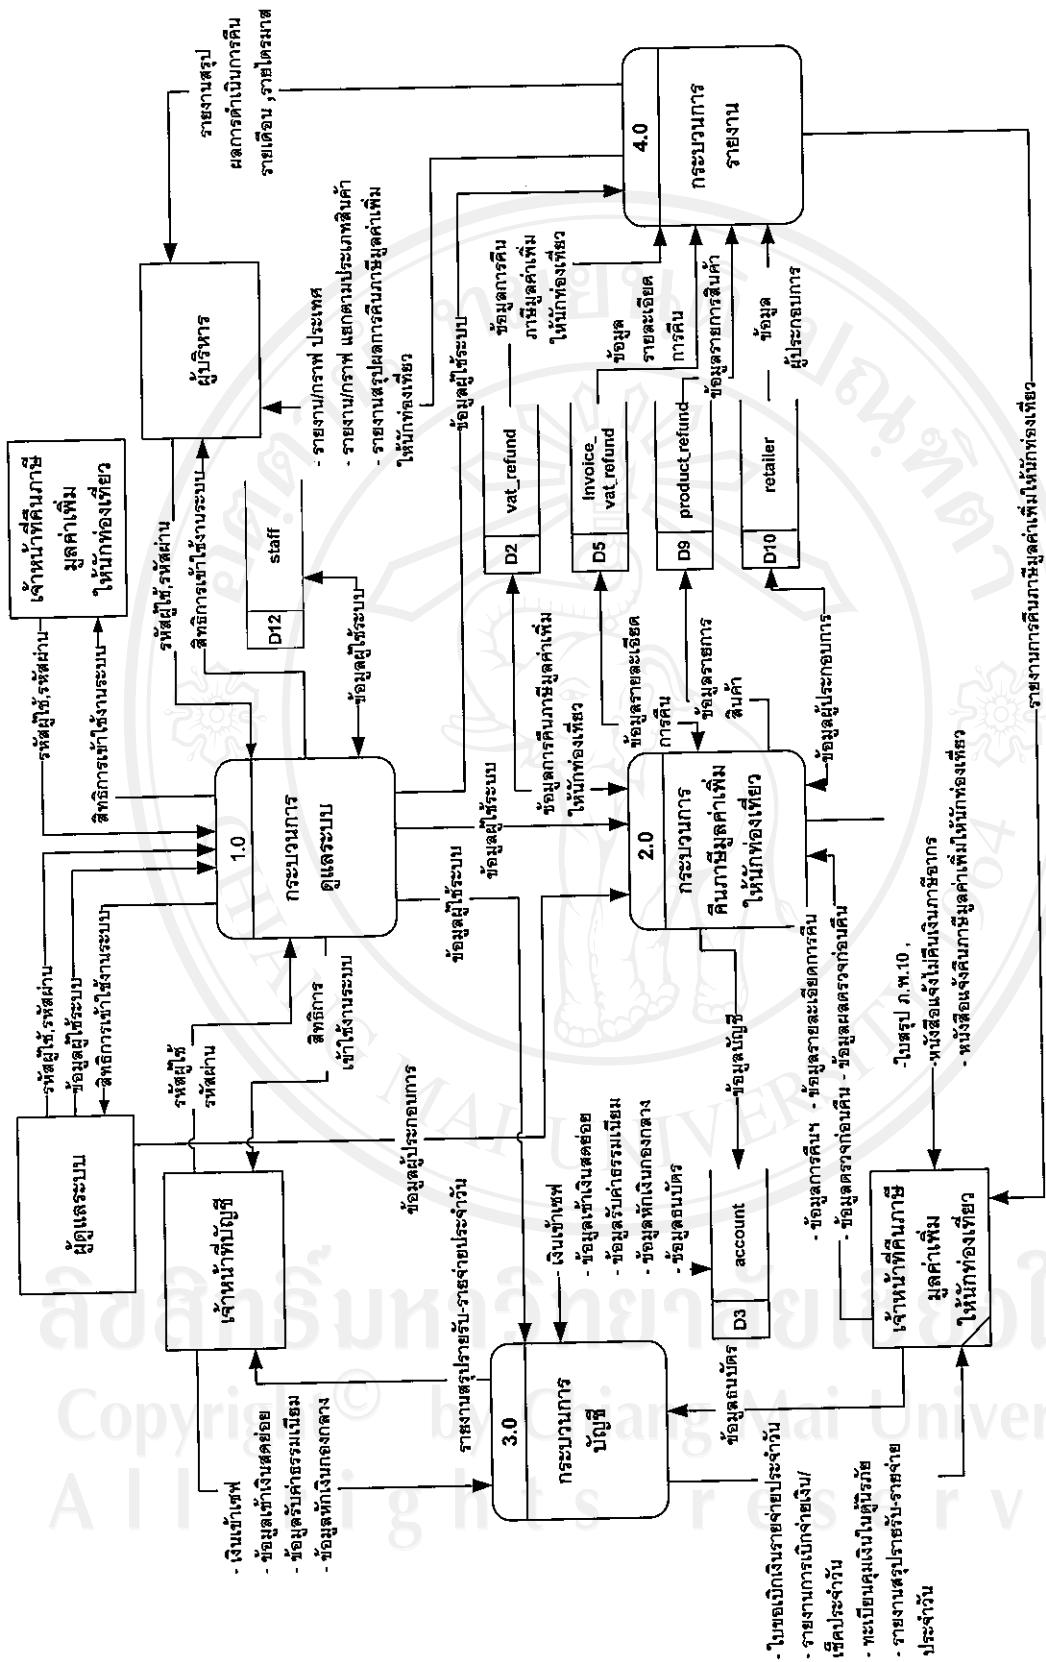 ผู้ดูแลระบบ
รหัสผู้ใช้,รหัสผ่าน
ข้อมูลผู้ใช้ระบบ
สิทธิการเข้าใช้งานระบบ
เจ้าหน้าที่คืนภาษี
มูลค่าเพิ่ม
ให้นักท่องเที่ยว
รหัสผู้ใช้,รหัสผ่าน
สิทธิการเข้าใช้งานระบบ
ผู้บริหาร
รหัสผู้ใช้,รหัสผ่าน
สิทธิการเข้าใช้งานระบบ
รายงานสรุป
ผลการดำเนินการคืน
รายเดือน ,รายไตรมาส
เจ้าหน้าที่บัญชี
รหัสผู้ใช้
รหัสผ่าน
สิทธิการ
เข้าใช้งานระบบ
1.0
กระบวนการ
ดูแลระบบ
D12
staff
ข้อมูลผู้ใช้ระบบ
- รายงาน/กราฟ ประเทศ
- รายงาน/กราฟ แยกตามประเภทสินค้า
- รายงานสรุปผลการคืนภาษีมูลค่าเพิ่ม
ให้นักท่องเที่ยว
ข้อมูลผู้ใช้ระบบ
ข้อมูลผู้ใช้ระบบ
ข้อมูลผู้ใช้ระบบ
ข้อมูลผู้ประกอบการ
- เงินเข้าเซฟ
- ข้อมูลเช้าเงินสดย่อย
- ข้อมูลรับค่าธรรมเนียม
- ข้อมูลหักเงินกองกลาง
รายงานสรุปรายรับ-รายจ่ายประจำวัน
3.0
กระบวนการ
บัญชี
- เงินเข้าเซฟ
- ข้อมูลเช้าเงินสดย่อย
- ข้อมูลรับค่าธรรมเนียม
- ข้อมูลหักเงินกองกลาง
- ข้อมูลธนบัตร
D3
account
ข้อมูลบัญชี
2.0
กระบวนการ
คืนภาษีมูลค่าเพิ่ม
ให้นักท่องเที่ยว
ข้อมูลการคืนภาษีมูลค่าเพิ่ม
ให้นักท่องเที่ยว
ข้อมูลรายละเอียด
การคืน
ข้อมูลรายการ
สินค้า
ข้อมูลผู้ประกอบการ
D2
vat_refund
D5
Invoice_
vat_refund
D9
product_refund
D10
retailer
ข้อมูลการคืน
ภาษีมูลค่าเพิ่ม
ให้นักท่องเที่ยว
ข้อมูล
รายละเอียด
การคืน
ข้อมูลรายการสินค้า
ข้อมูล
ผู้ประกอบการ
4.0
กระบวนการ
รายงาน
ข้อมูลธนบัตร
- ใบขอเบิกเงินรายจ่ายประจำวัน
- รายงานการเบิกจ่ายเงิน/
เช็คประจำวัน
- ทะเบียนคุมเงินในตู้นิรภัย
- รายงานสรุปรายรับ-รายจ่าย
ประจำวัน
- ข้อมูลการคืนฯ - ข้อมูลรายละเอียดการคืน
- ข้อมูลตรวจก่อนคืน - ข้อมูลผลตรวจก่อนคืน
เจ้าหน้าที่คืนภาษี
มูลค่าเพิ่ม
ให้นักท่องเที่ยว
-ใบสรุป ภ.พ.10 ,
-หนังสือแจ้งไม่คืนเงินภาษีอากร
- หนังสือแจ้งคืนภาษีมูลค่าเพิ่มให้นักท่องเที่ยว
รายงานการคืนภาษีมูลค่าเพิ่มให้นักท่องเที่ยว
CHIANG MAI UNIVERSITY
Copyright © by Chiang Mai Univer
All rights reserv